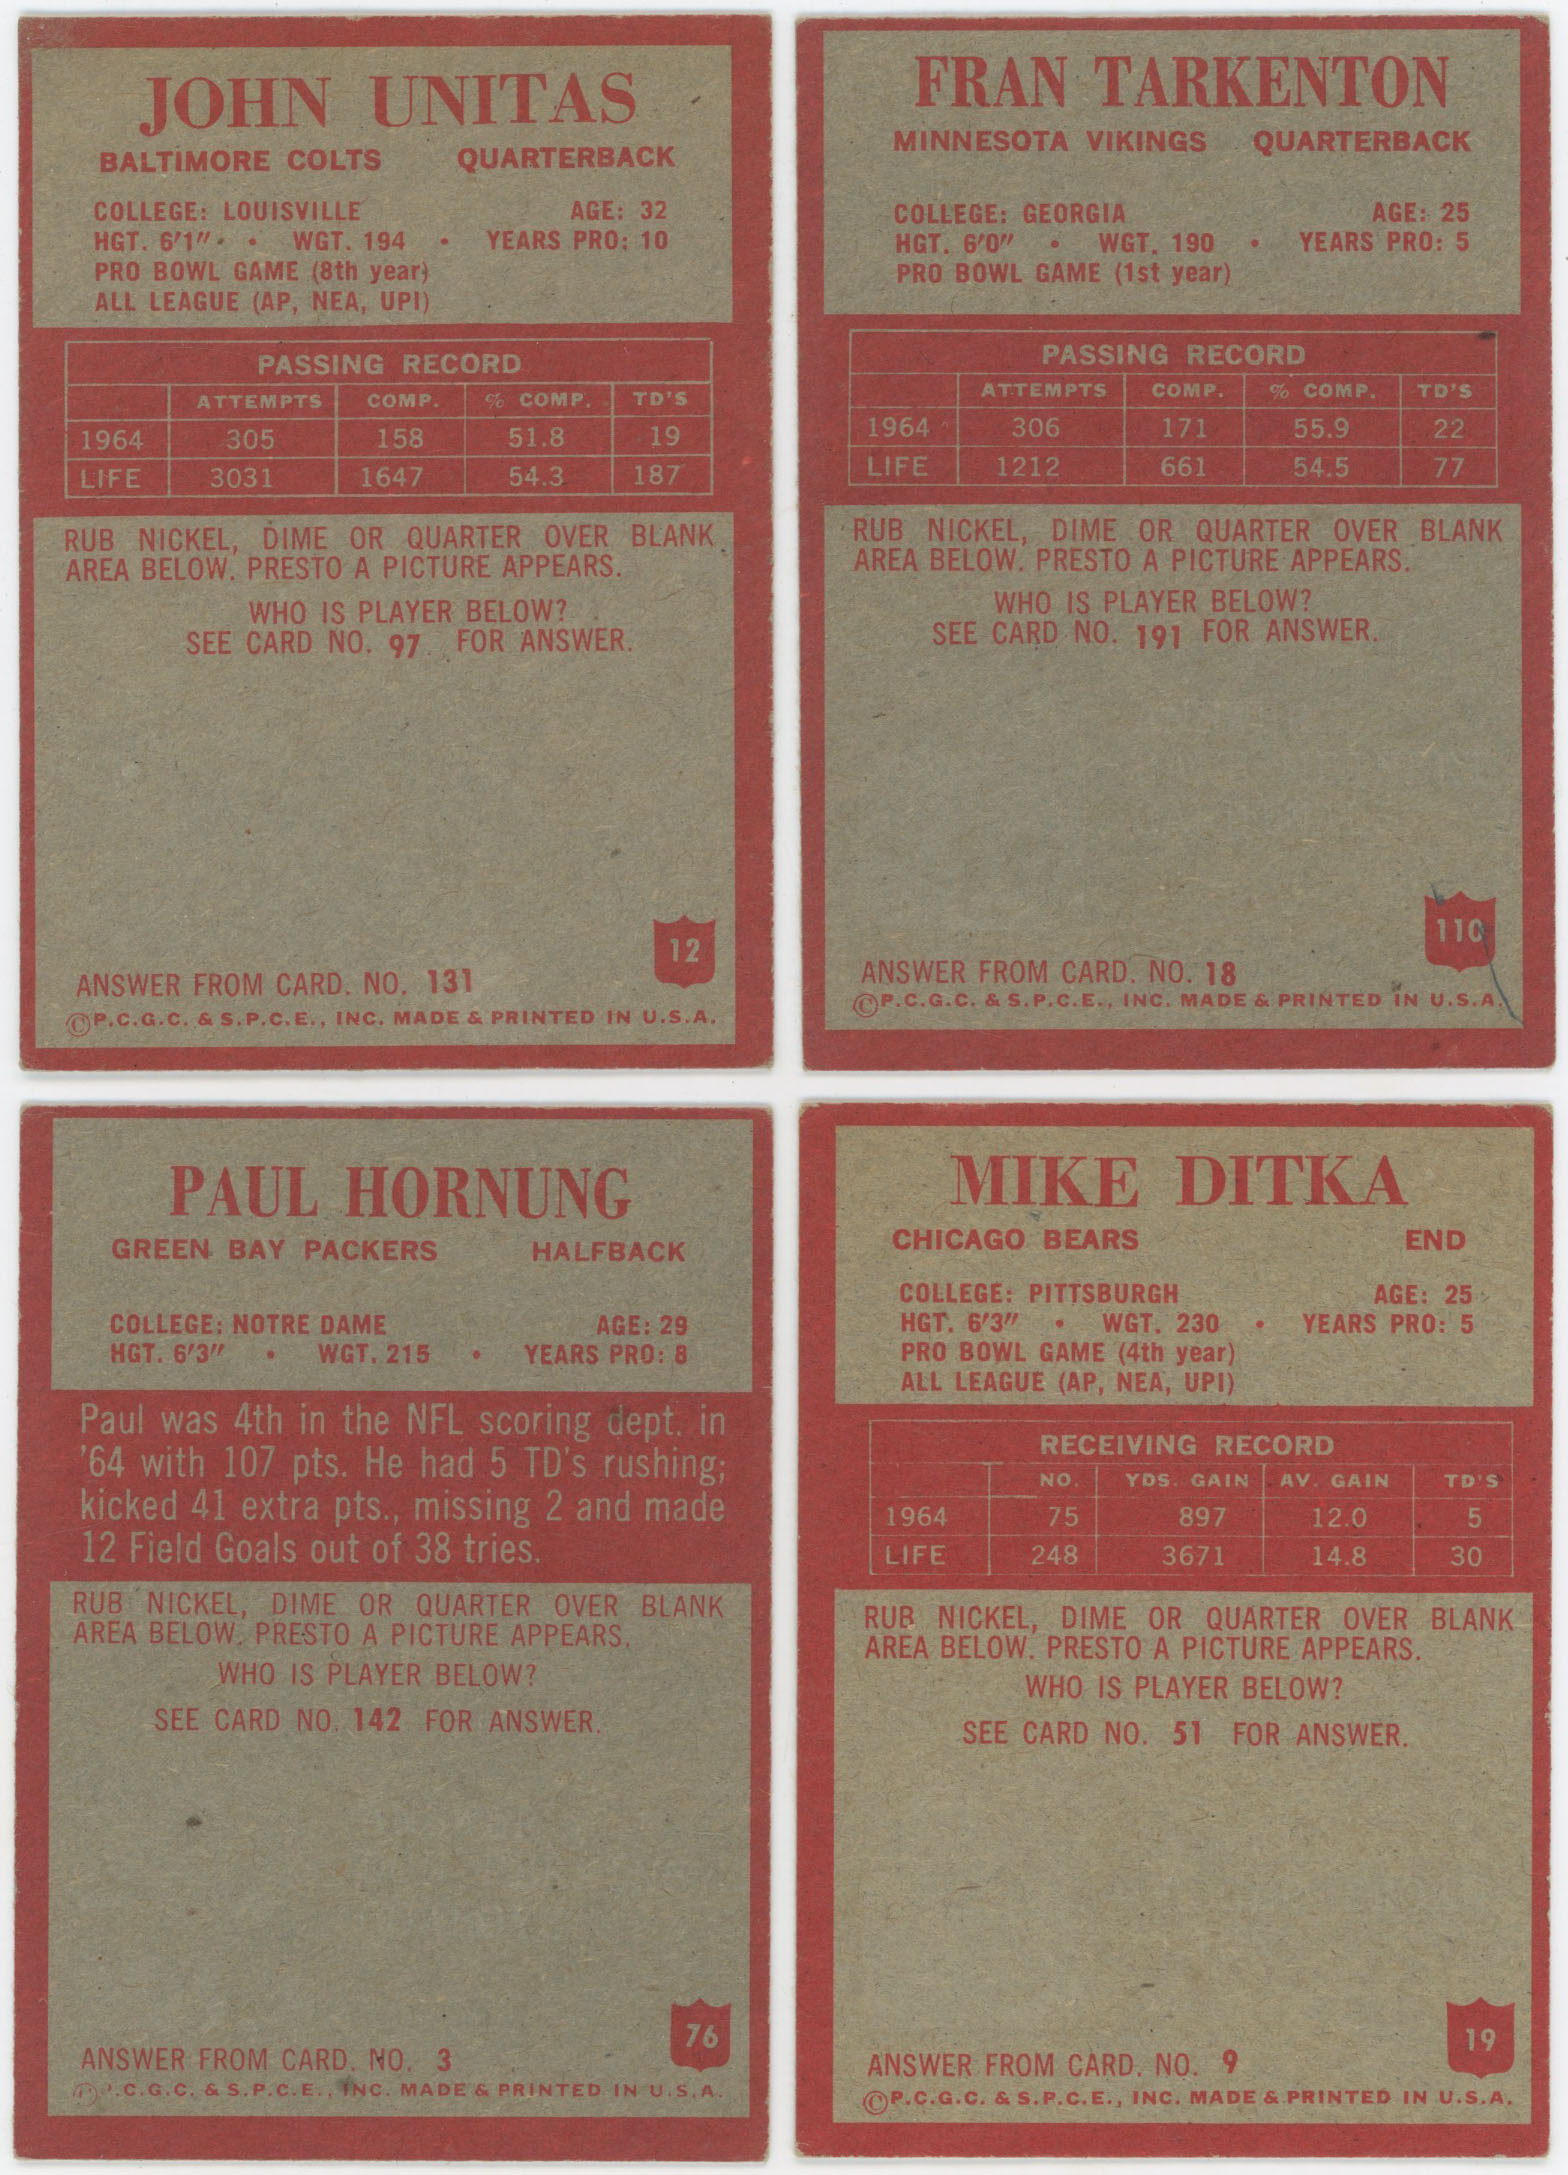 JOHN UNITAS
BALTIMORE COLTS QUARTERBACK
COLLEGE: LOUISVILLE AGE: 32
HGT. 6'1" • WGT. 194 • YEARS PRO: 10
PRO BOWL GAME (8th year)
ALL LEAGUE (AP, NEA, UPI)
PASSING RECORD
ATTEMPTS COMP. % COMP. TD'S
1964 305 158 51.8 19
LIFE 3031 1647 54.3 187
RUB NICKEL, DIME OR QUARTER OVER BLANK
AREA BELOW. PRESTO A PICTURE APPEARS.
WHO IS PLAYER BELOW?
SEE CARD NO. 97 FOR ANSWER.
12
ANSWER FROM CARD. NO. 131
©P.C.G.C. & S.P.C.E., INC. MADE & PRINTED IN U.S.A.
FRAN TARKENTON
MINNESOTA VIKINGS QUARTERBACK
COLLEGE: GEORGIA AGE: 25
HGT. 6'0" • WGT. 190 • YEARS PRO: 5
PRO BOWL GAME (1st year)
PASSING RECORD
ATTEMPTS COMP. % COMP. TD'S
1964 306 171 55.9 22
LIFE 1212 661 54.5 77
RUB NICKEL, DIME OR QUARTER OVER BLANK
AREA BELOW. PRESTO A PICTURE APPEARS.
WHO IS PLAYER BELOW?
SEE CARD NO. 191 FOR ANSWER.
110
ANSWER FROM CARD. NO. 18
©P.C.G.C. & S.P.C.E., INC. MADE & PRINTED IN U.S.A.
PAUL HORNUNG
GREEN BAY PACKERS HALFBACK
COLLEGE: NOTRE DAME AGE: 29
HGT. 6'3" • WGT. 215 • YEARS PRO: 8
Paul was 4th in the NFL scoring dept. in
'64 with 107 pts. He had 5 TD's rushing;
kicked 41 extra pts., missing 2 and made
12 Field Goals out of 38 tries.
RUB NICKEL, DIME OR QUARTER OVER BLANK
AREA BELOW. PRESTO A PICTURE APPEARS.
WHO IS PLAYER BELOW?
SEE CARD NO. 142 FOR ANSWER.
76
ANSWER FROM CARD. NO. 3
©P.C.G.C. & S.P.C.E., INC. MADE & PRINTED IN U.S.A.
MIKE DITKA
CHICAGO BEARS END
COLLEGE: PITTSBURGH AGE: 25
HGT. 6'3" • WGT. 230 • YEARS PRO: 5
PRO BOWL GAME (4th year)
ALL LEAGUE (AP, NEA, UPI)
RECEIVING RECORD
NO. YDS. GAIN AV. GAIN TD'S
1964 75 897 12.0 5
LIFE 248 3671 14.8 30
RUB NICKEL, DIME OR QUARTER OVER BLANK
AREA BELOW. PRESTO A PICTURE APPEARS.
WHO IS PLAYER BELOW?
SEE CARD NO. 51 FOR ANSWER.
19
ANSWER FROM CARD. NO. 9
©P.C.G.C. & S.P.C.E., INC. MADE & PRINTED IN U.S.A.